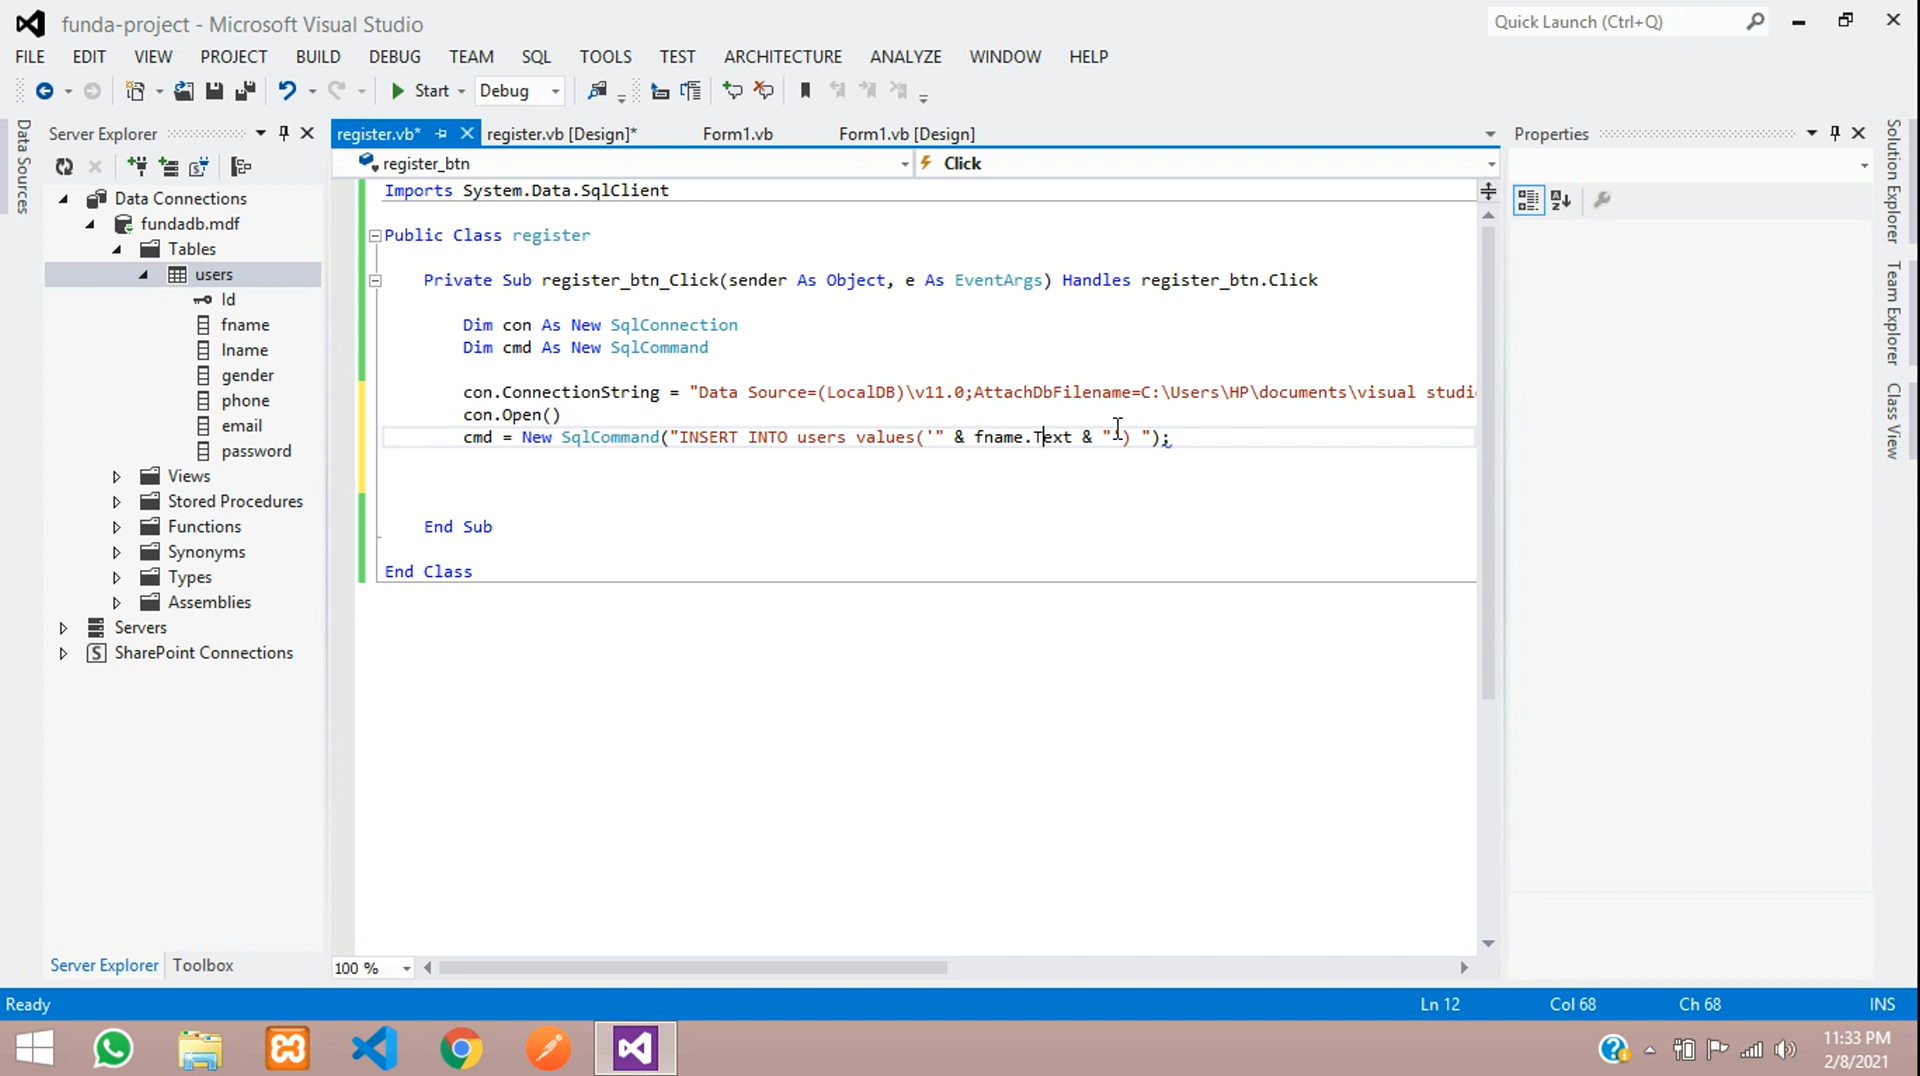 funda-project - Microsoft Visual Studio
Quick Launch (Ctrl+Q)
FILE EDIT VIEW PROJECT BUILD DEBUG TEAM SQL TOOLS TEST ARCHITECTURE ANALYZE WINDOW HELP
Start Debug
Data Sources
Server Explorer
Data Connections
fundadb.mdf
Tables
users
Id
fname
lname
gender
phone
email
password
Views
Stored Procedures
Functions
Synonyms
Types
Assemblies
Servers
SharePoint Connections
Server Explorer Toolbox
register.vb* register.vb [Design]* Form1.vb Form1.vb [Design]
register_btn Click
Imports System.Data.SqlClient
Public Class register
Private Sub register_btn_Click(sender As Object, e As EventArgs) Handles register_btn.Click
Dim con As New SqlConnection
Dim cmd As New SqlCommand
con.ConnectionString = "Data Source=(LocalDB)\v11.0;AttachDbFilename=C:\Users\HP\documents\visual studi
con.Open()
cmd = New SqlCommand("INSERT INTO users values('" & fname.Text & "') ");
End Sub
End Class
100 %
Properties
Solution Explorer
Team Explorer
Class View
Ready Ln 12 Col 68 Ch 68 INS
11:33 PM
2/8/2021